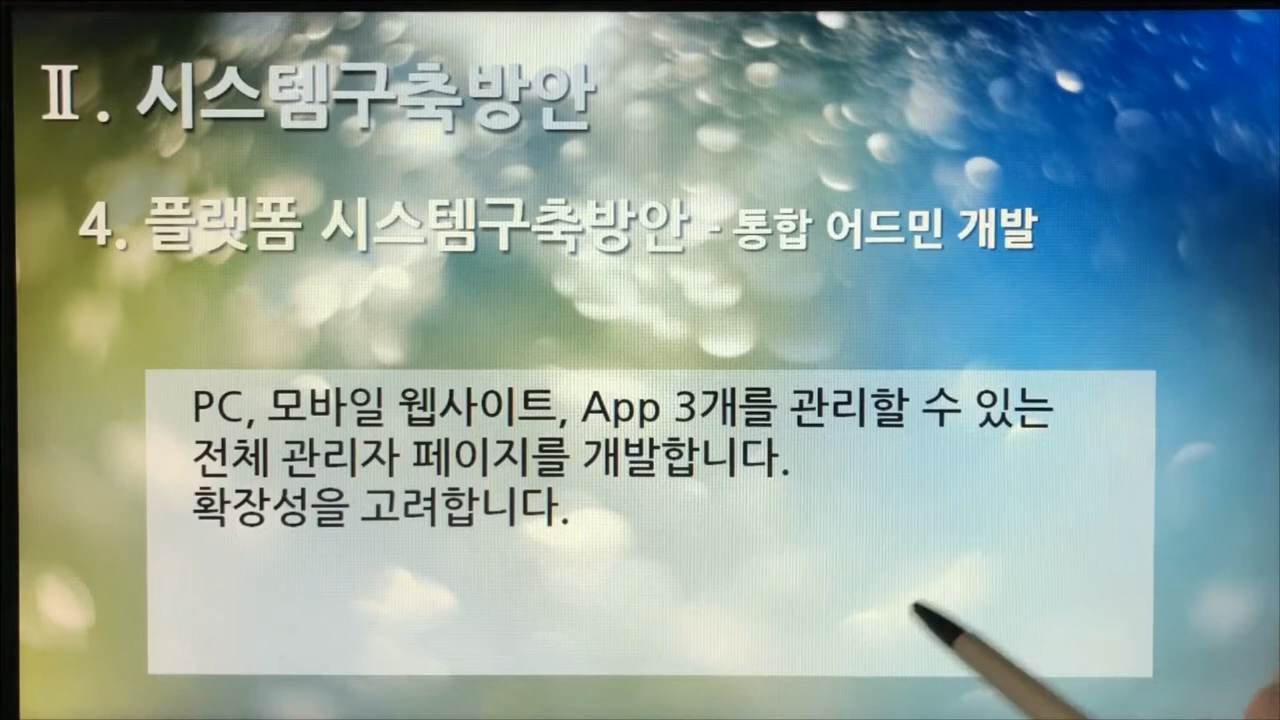 Ⅱ. 시스템구축방안
4. 플랫폼 시스템구축방안 - 통합 어드민 개발
PC, 모바일 웹사이트, App 3개를 관리할 수 있는
전체 관리자 페이지를 개발합니다.
확장성을 고려합니다.